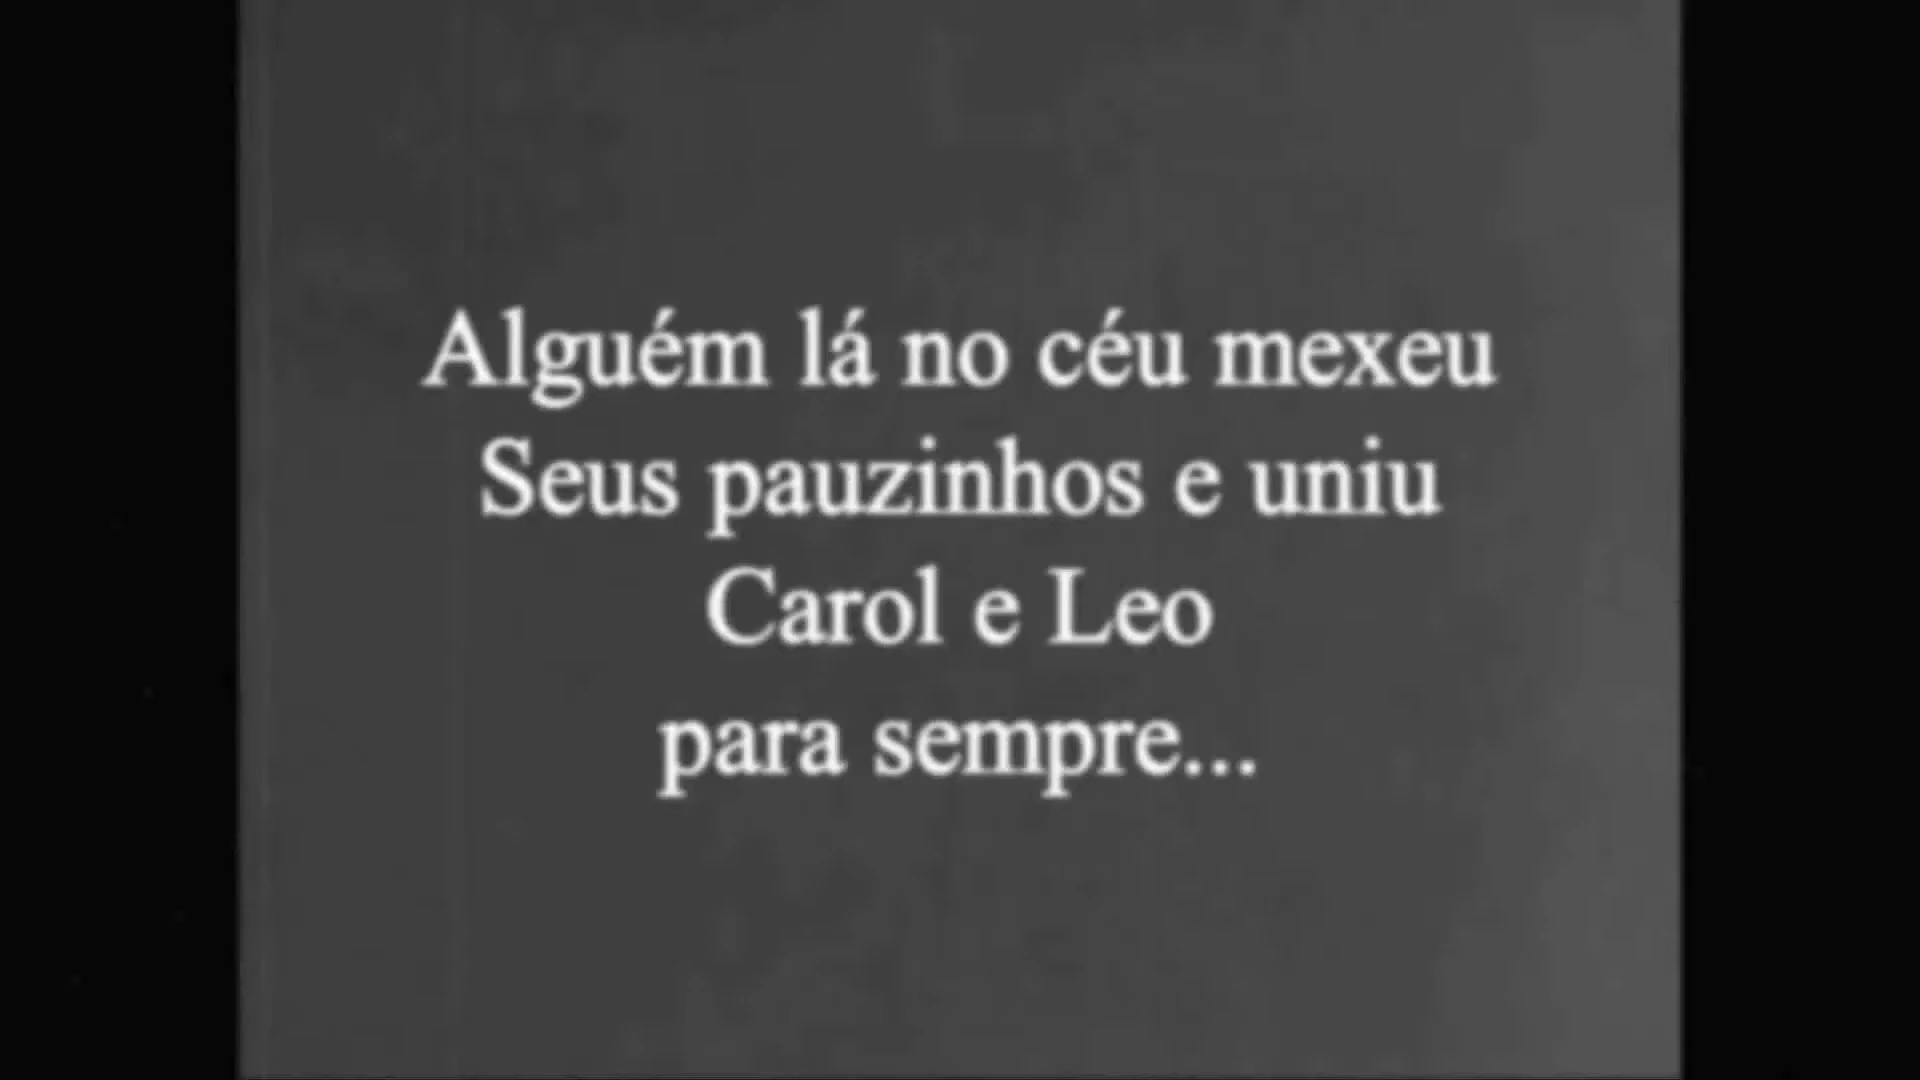 Alguém lá no céu mexeu
Seus pauzinhos e uniu
Carol e Leo
para sempre...